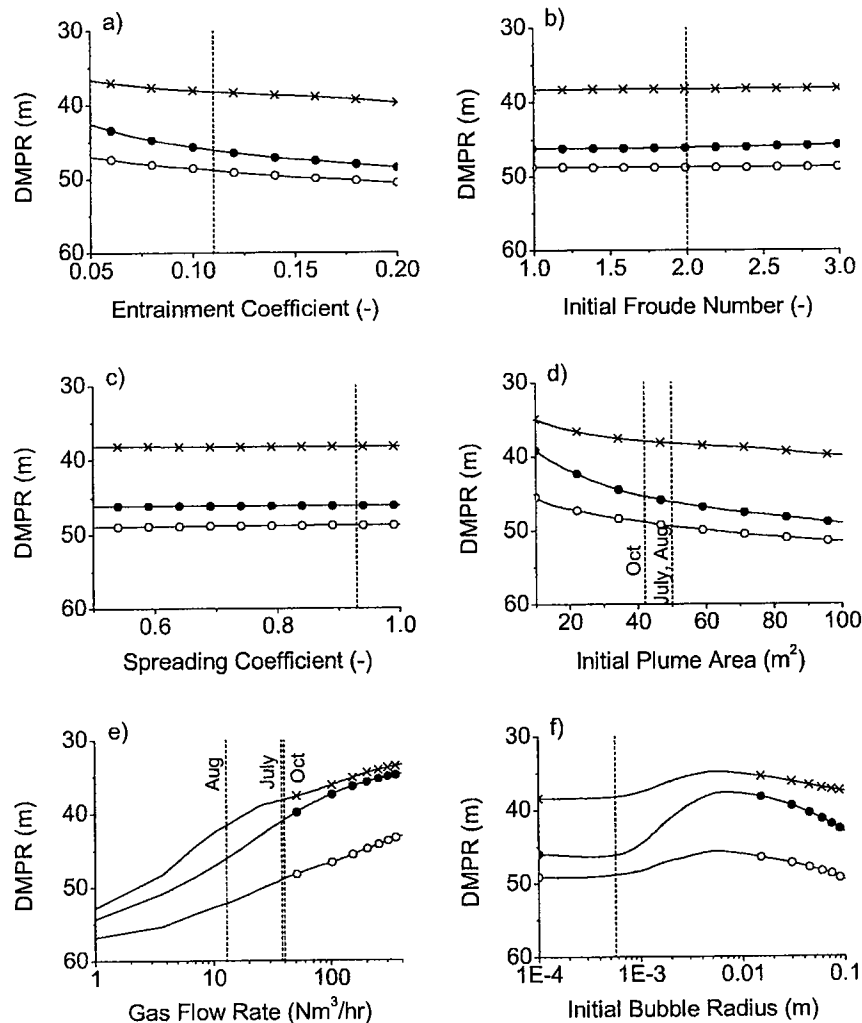 a)
30
40
50
60
DMPR (m)
0.05
0.10
0.15
0.20
Entrainment Coefficient (-)
b)
30
40
50
60
DMPR (m)
1.0
1.5
2.0
2.5
3.0
Initial Froude Number (-)
c)
30
40
50
60
DMPR (m)
0.6
0.8
1.0
Spreading Coefficient (-)
d)
30
40
50
60
DMPR (m)
Oct
July, Aug
20
40
60
80
100
Initial Plume Area (m²)
e)
30
40
50
60
DMPR (m)
Aug
July
Oct
1
10
100
Gas Flow Rate (Nm³/hr)
f)
30
40
50
60
DMPR (m)
1E-4
1E-3
0.01
0.1
Initial Bubble Radius (m)